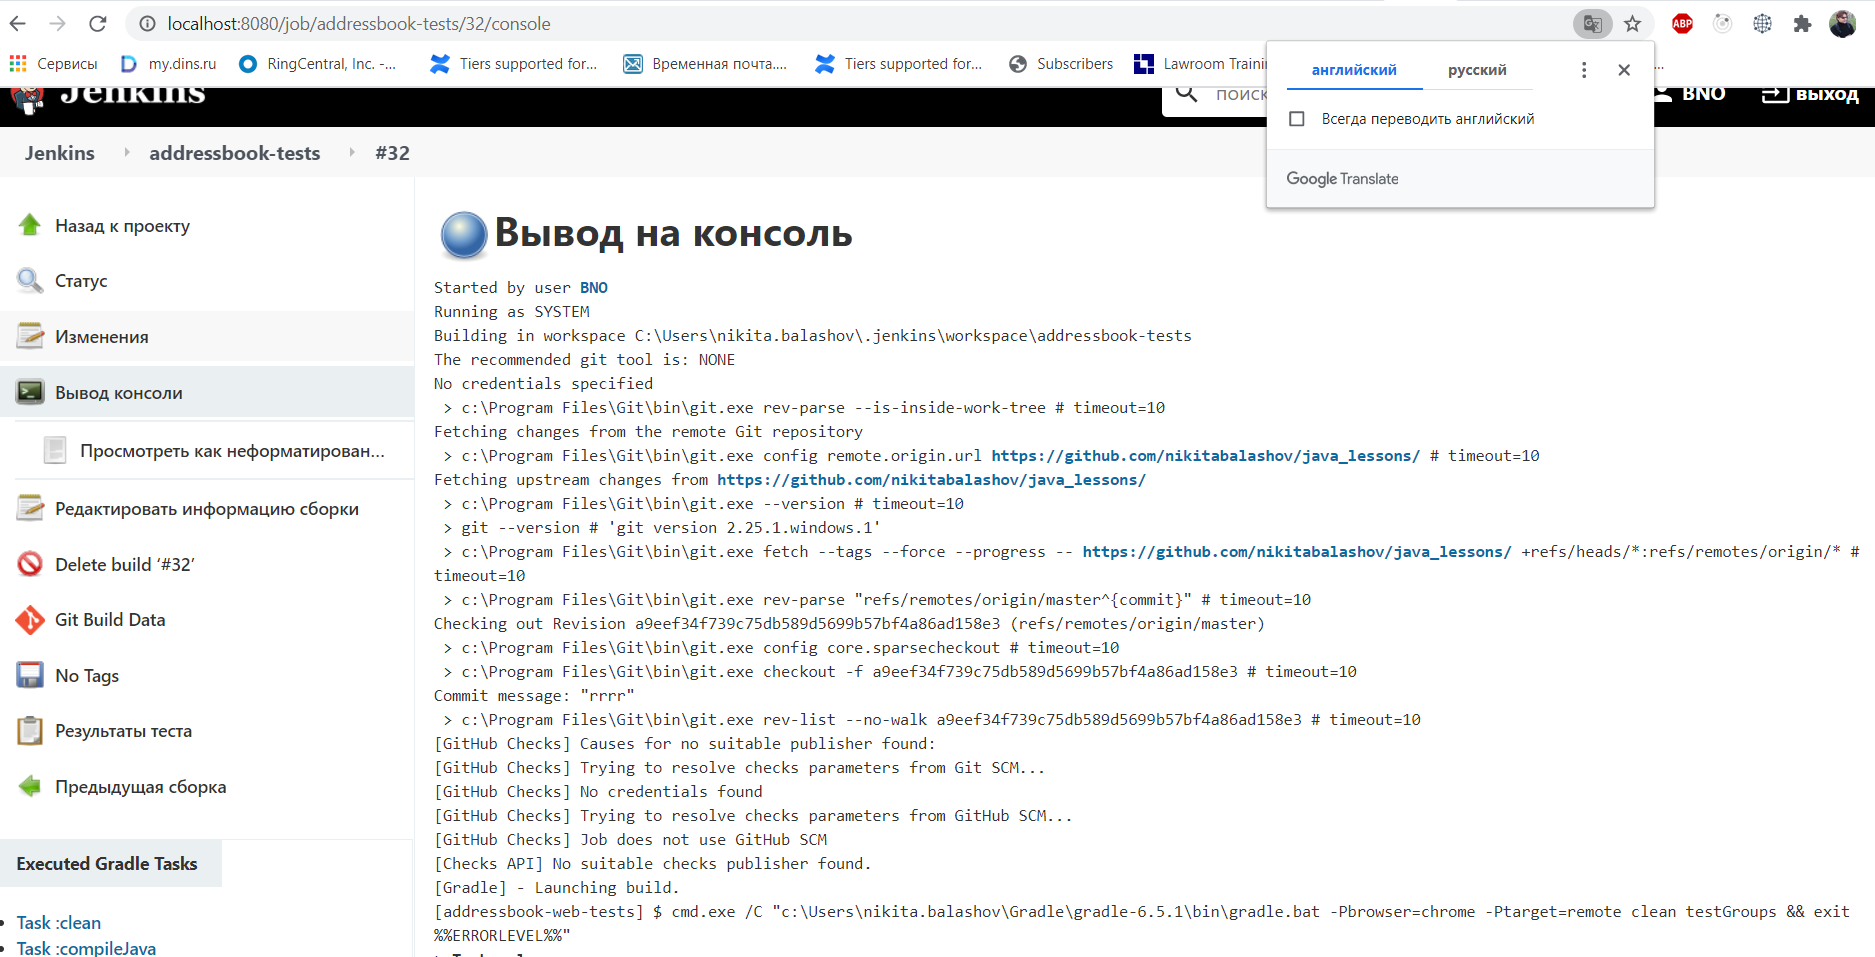 localhost:8080/job/addressbook-tests/32/console
Сервисы my.dins.ru RingCentral, Inc. -... Tiers supported for... Временная почта.... Tiers supported for... Subscribers Lawroom Trainin
английский русский
Всегда переводить английский
Google Translate
ABP
Jenkins поиск BNO выход
Jenkins addressbook-tests #32
Назад к проекту
Статус
Изменения
Вывод консоли
Просмотреть как неформатирован...
Редактировать информацию сборки
Delete build ‘#32’
Git Build Data
No Tags
Результаты теста
Предыдущая сборка
Executed Gradle Tasks
Task :clean
Task :compileJava
Вывод на консоль
Started by user BNO
Running as SYSTEM
Building in workspace C:\Users\nikita.balashov\.jenkins\workspace\addressbook-tests
The recommended git tool is: NONE
No credentials specified
> c:\Program Files\Git\bin\git.exe rev-parse --is-inside-work-tree # timeout=10
Fetching changes from the remote Git repository
> c:\Program Files\Git\bin\git.exe config remote.origin.url https://github.com/nikitabalashov/java_lessons/ # timeout=10
Fetching upstream changes from https://github.com/nikitabalashov/java_lessons/
> c:\Program Files\Git\bin\git.exe --version # timeout=10
> git --version # 'git version 2.25.1.windows.1'
> c:\Program Files\Git\bin\git.exe fetch --tags --force --progress -- https://github.com/nikitabalashov/java_lessons/ +refs/heads/*:refs/remotes/origin/* #
timeout=10
> c:\Program Files\Git\bin\git.exe rev-parse "refs/remotes/origin/master^{commit}" # timeout=10
Checking out Revision a9eef34f739c75db589d5699b57bf4a86ad158e3 (refs/remotes/origin/master)
> c:\Program Files\Git\bin\git.exe config core.sparsecheckout # timeout=10
> c:\Program Files\Git\bin\git.exe checkout -f a9eef34f739c75db589d5699b57bf4a86ad158e3 # timeout=10
Commit message: "rrrr"
> c:\Program Files\Git\bin\git.exe rev-list --no-walk a9eef34f739c75db589d5699b57bf4a86ad158e3 # timeout=10
[GitHub Checks] Causes for no suitable publisher found:
[GitHub Checks] Trying to resolve checks parameters from Git SCM...
[GitHub Checks] No credentials found
[GitHub Checks] Trying to resolve checks parameters from GitHub SCM...
[GitHub Checks] Job does not use GitHub SCM
[Checks API] No suitable checks publisher found.
[Gradle] - Launching build.
[addressbook-web-tests] $ cmd.exe /C "c:\Users\nikita.balashov\Gradle\gradle-6.5.1\bin\gradle.bat -Pbrowser=chrome -Ptarget=remote clean testGroups && exit
%%ERRORLEVEL%%"